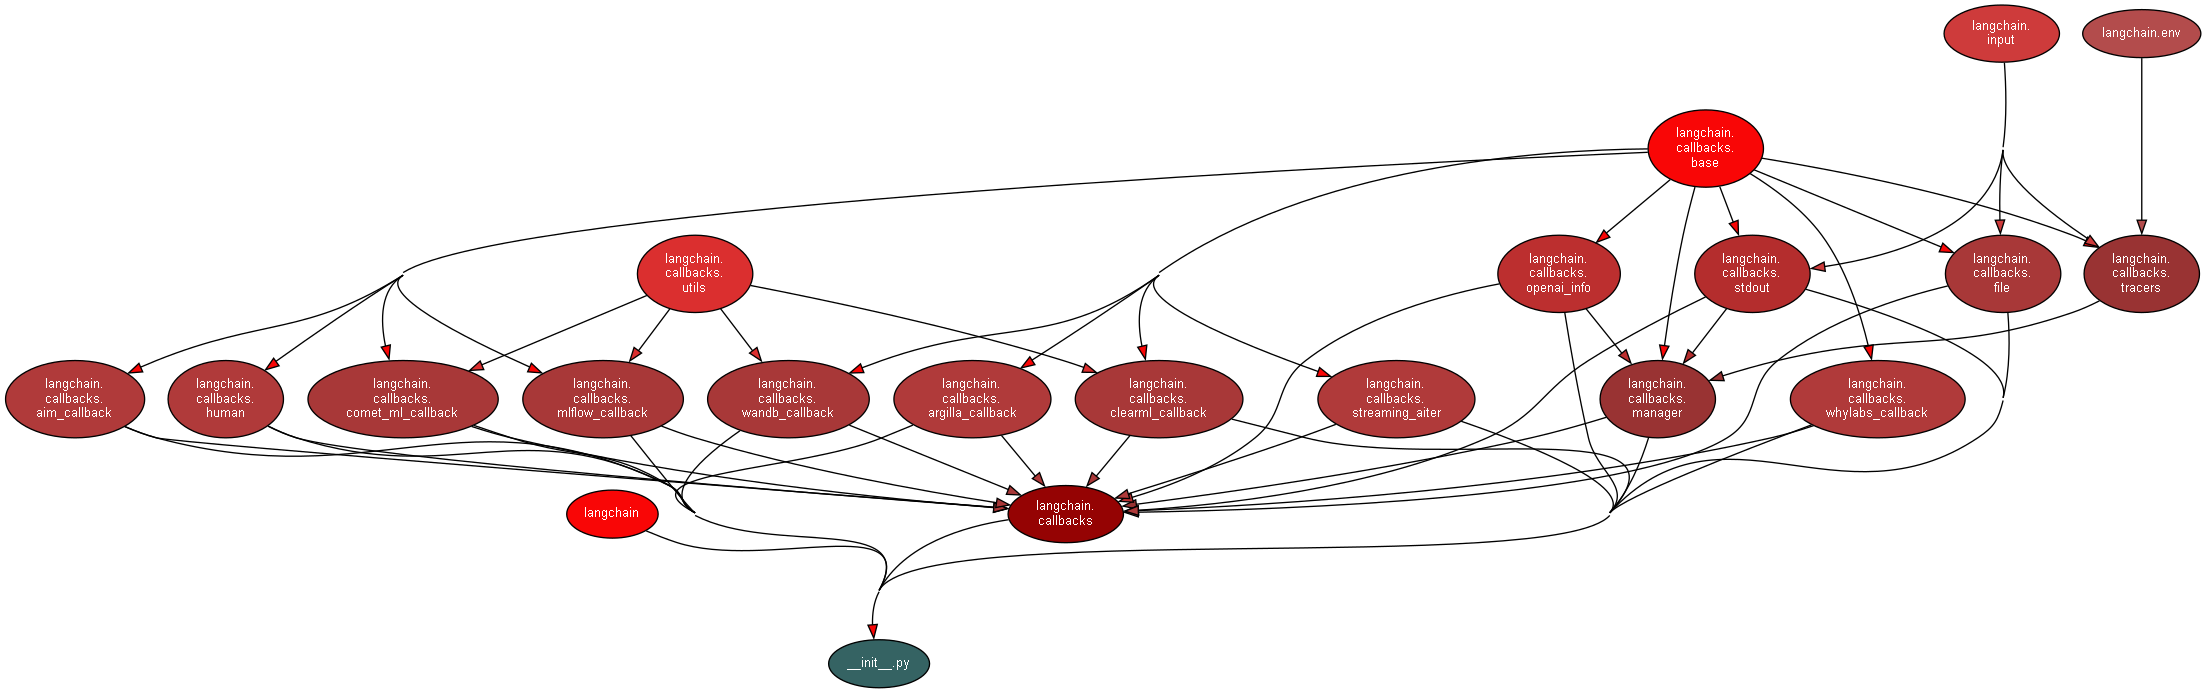 langchain.
input
langchain.env
langchain.
callbacks.
base
langchain.
callbacks.
utils
langchain.
callbacks.
openai_info
langchain.
callbacks.
stdout
langchain.
callbacks.
file
langchain.
callbacks.
tracers
langchain.
callbacks.
aim_callback
langchain.
callbacks.
human
langchain.
callbacks.
comet_ml_callback
langchain.
callbacks.
mlflow_callback
langchain.
callbacks.
wandb_callback
langchain.
callbacks.
argilla_callback
langchain.
callbacks.
clearml_callback
langchain.
callbacks.
streaming_aiter
langchain.
callbacks.
manager
langchain.
callbacks.
whylabs_callback
langchain
langchain.
callbacks
__init__.py